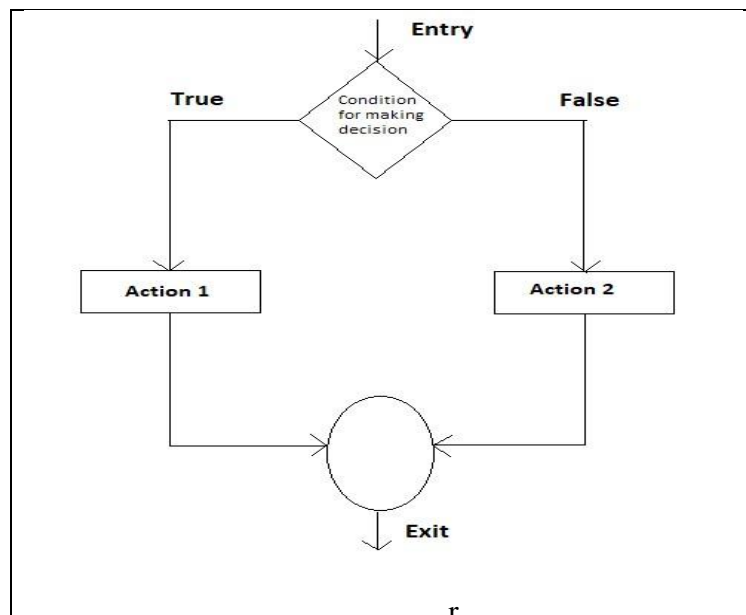 Entry
True
Condition
for making
decision
False
Action 1
Action 2
Exit
r